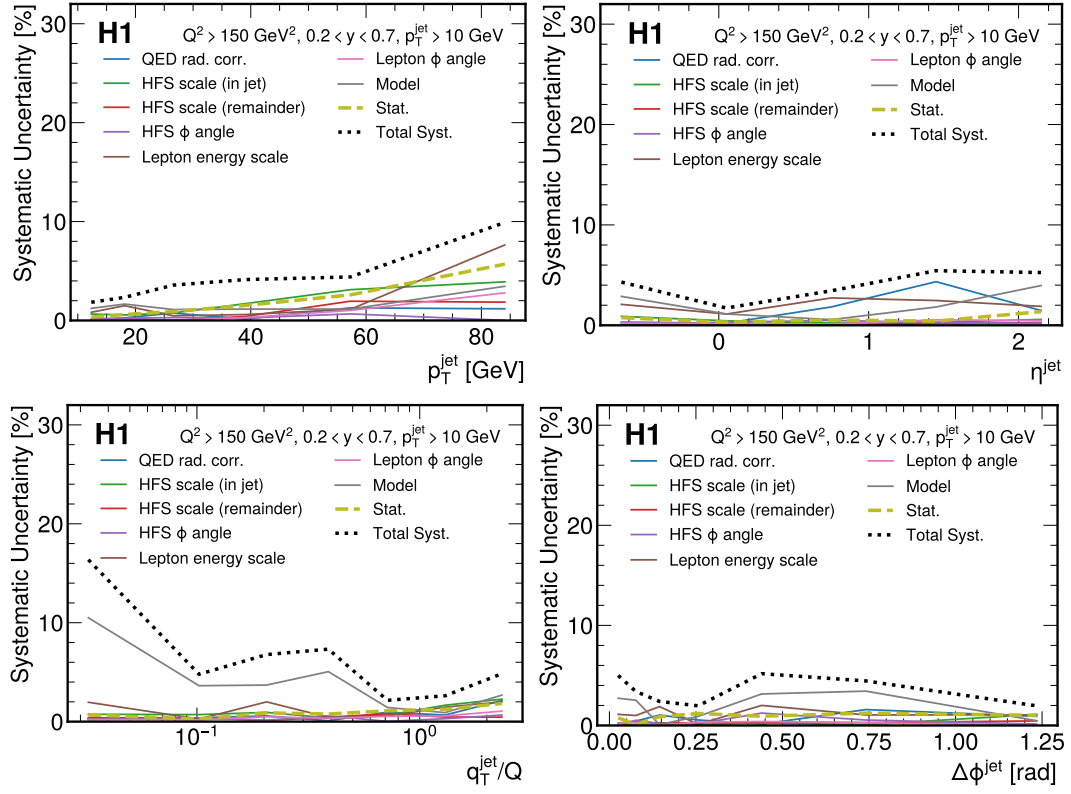 Systematic Uncertainty [%]
30
20
10
0
H1
Q² > 150 GeV², 0.2 < y < 0.7, p_T^jet > 10 GeV
QED rad. corr.
HFS scale (in jet)
HFS scale (remainder)
HFS ϕ angle
Lepton energy scale
Lepton ϕ angle
Model
Stat.
Total Syst.
20 40 60 80
p_T^jet [GeV]
Systematic Uncertainty [%]
30
20
10
0
H1
Q² > 150 GeV², 0.2 < y < 0.7, p_T^jet > 10 GeV
QED rad. corr.
HFS scale (in jet)
HFS scale (remainder)
HFS ϕ angle
Lepton energy scale
Lepton ϕ angle
Model
Stat.
Total Syst.
0 1 2
η^jet
Systematic Uncertainty [%]
30
20
10
0
H1
Q² > 150 GeV², 0.2 < y < 0.7, p_T^jet > 10 GeV
QED rad. corr.
HFS scale (in jet)
HFS scale (remainder)
HFS ϕ angle
Lepton energy scale
Lepton ϕ angle
Model
Stat.
Total Syst.
10⁻¹ 10⁰
q_T^jet/Q
Systematic Uncertainty [%]
30
20
10
0
H1
Q² > 150 GeV², 0.2 < y < 0.7, p_T^jet > 10 GeV
QED rad. corr.
HFS scale (in jet)
HFS scale (remainder)
HFS ϕ angle
Lepton energy scale
Lepton ϕ angle
Model
Stat.
Total Syst.
0.00 0.25 0.50 0.75 1.00 1.25
Δϕ^jet [rad]